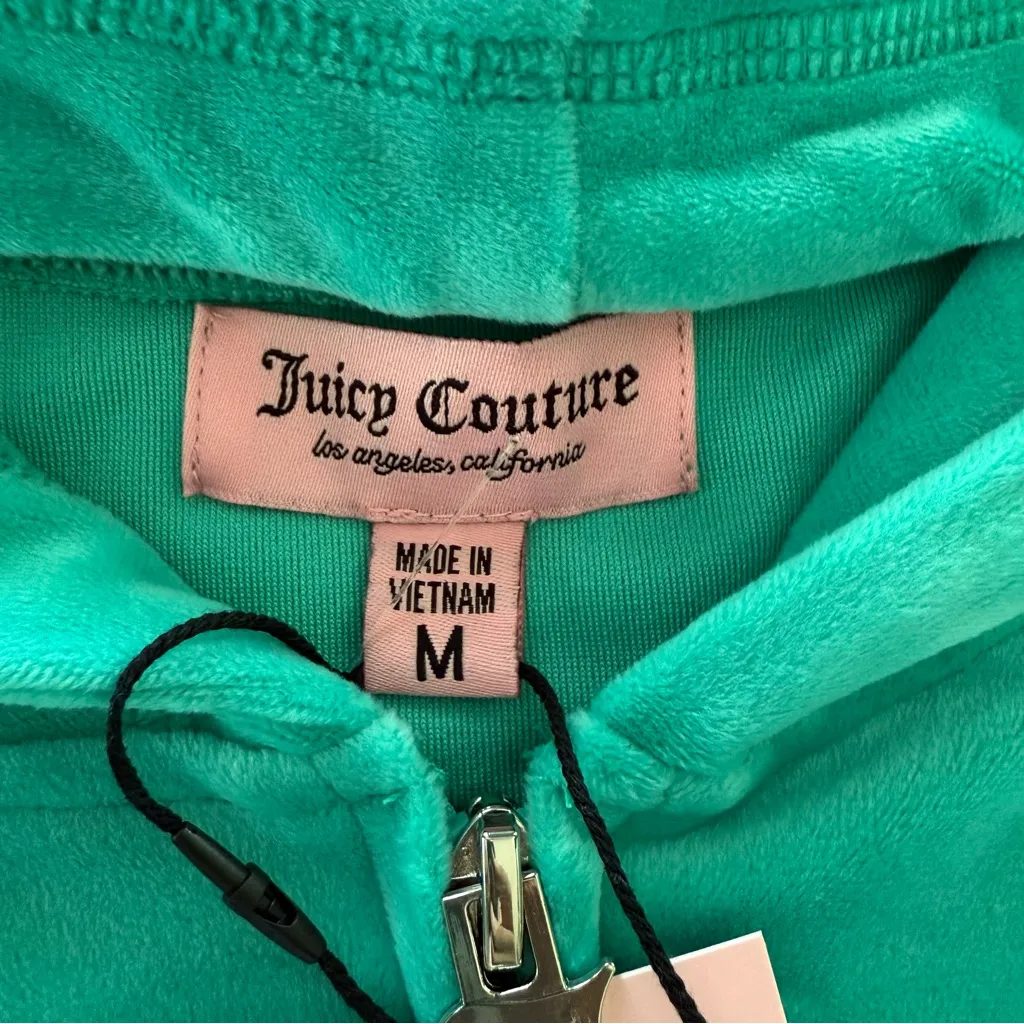 Juicy Couture
los angeles, california
MADE IN
VIETNAM
M